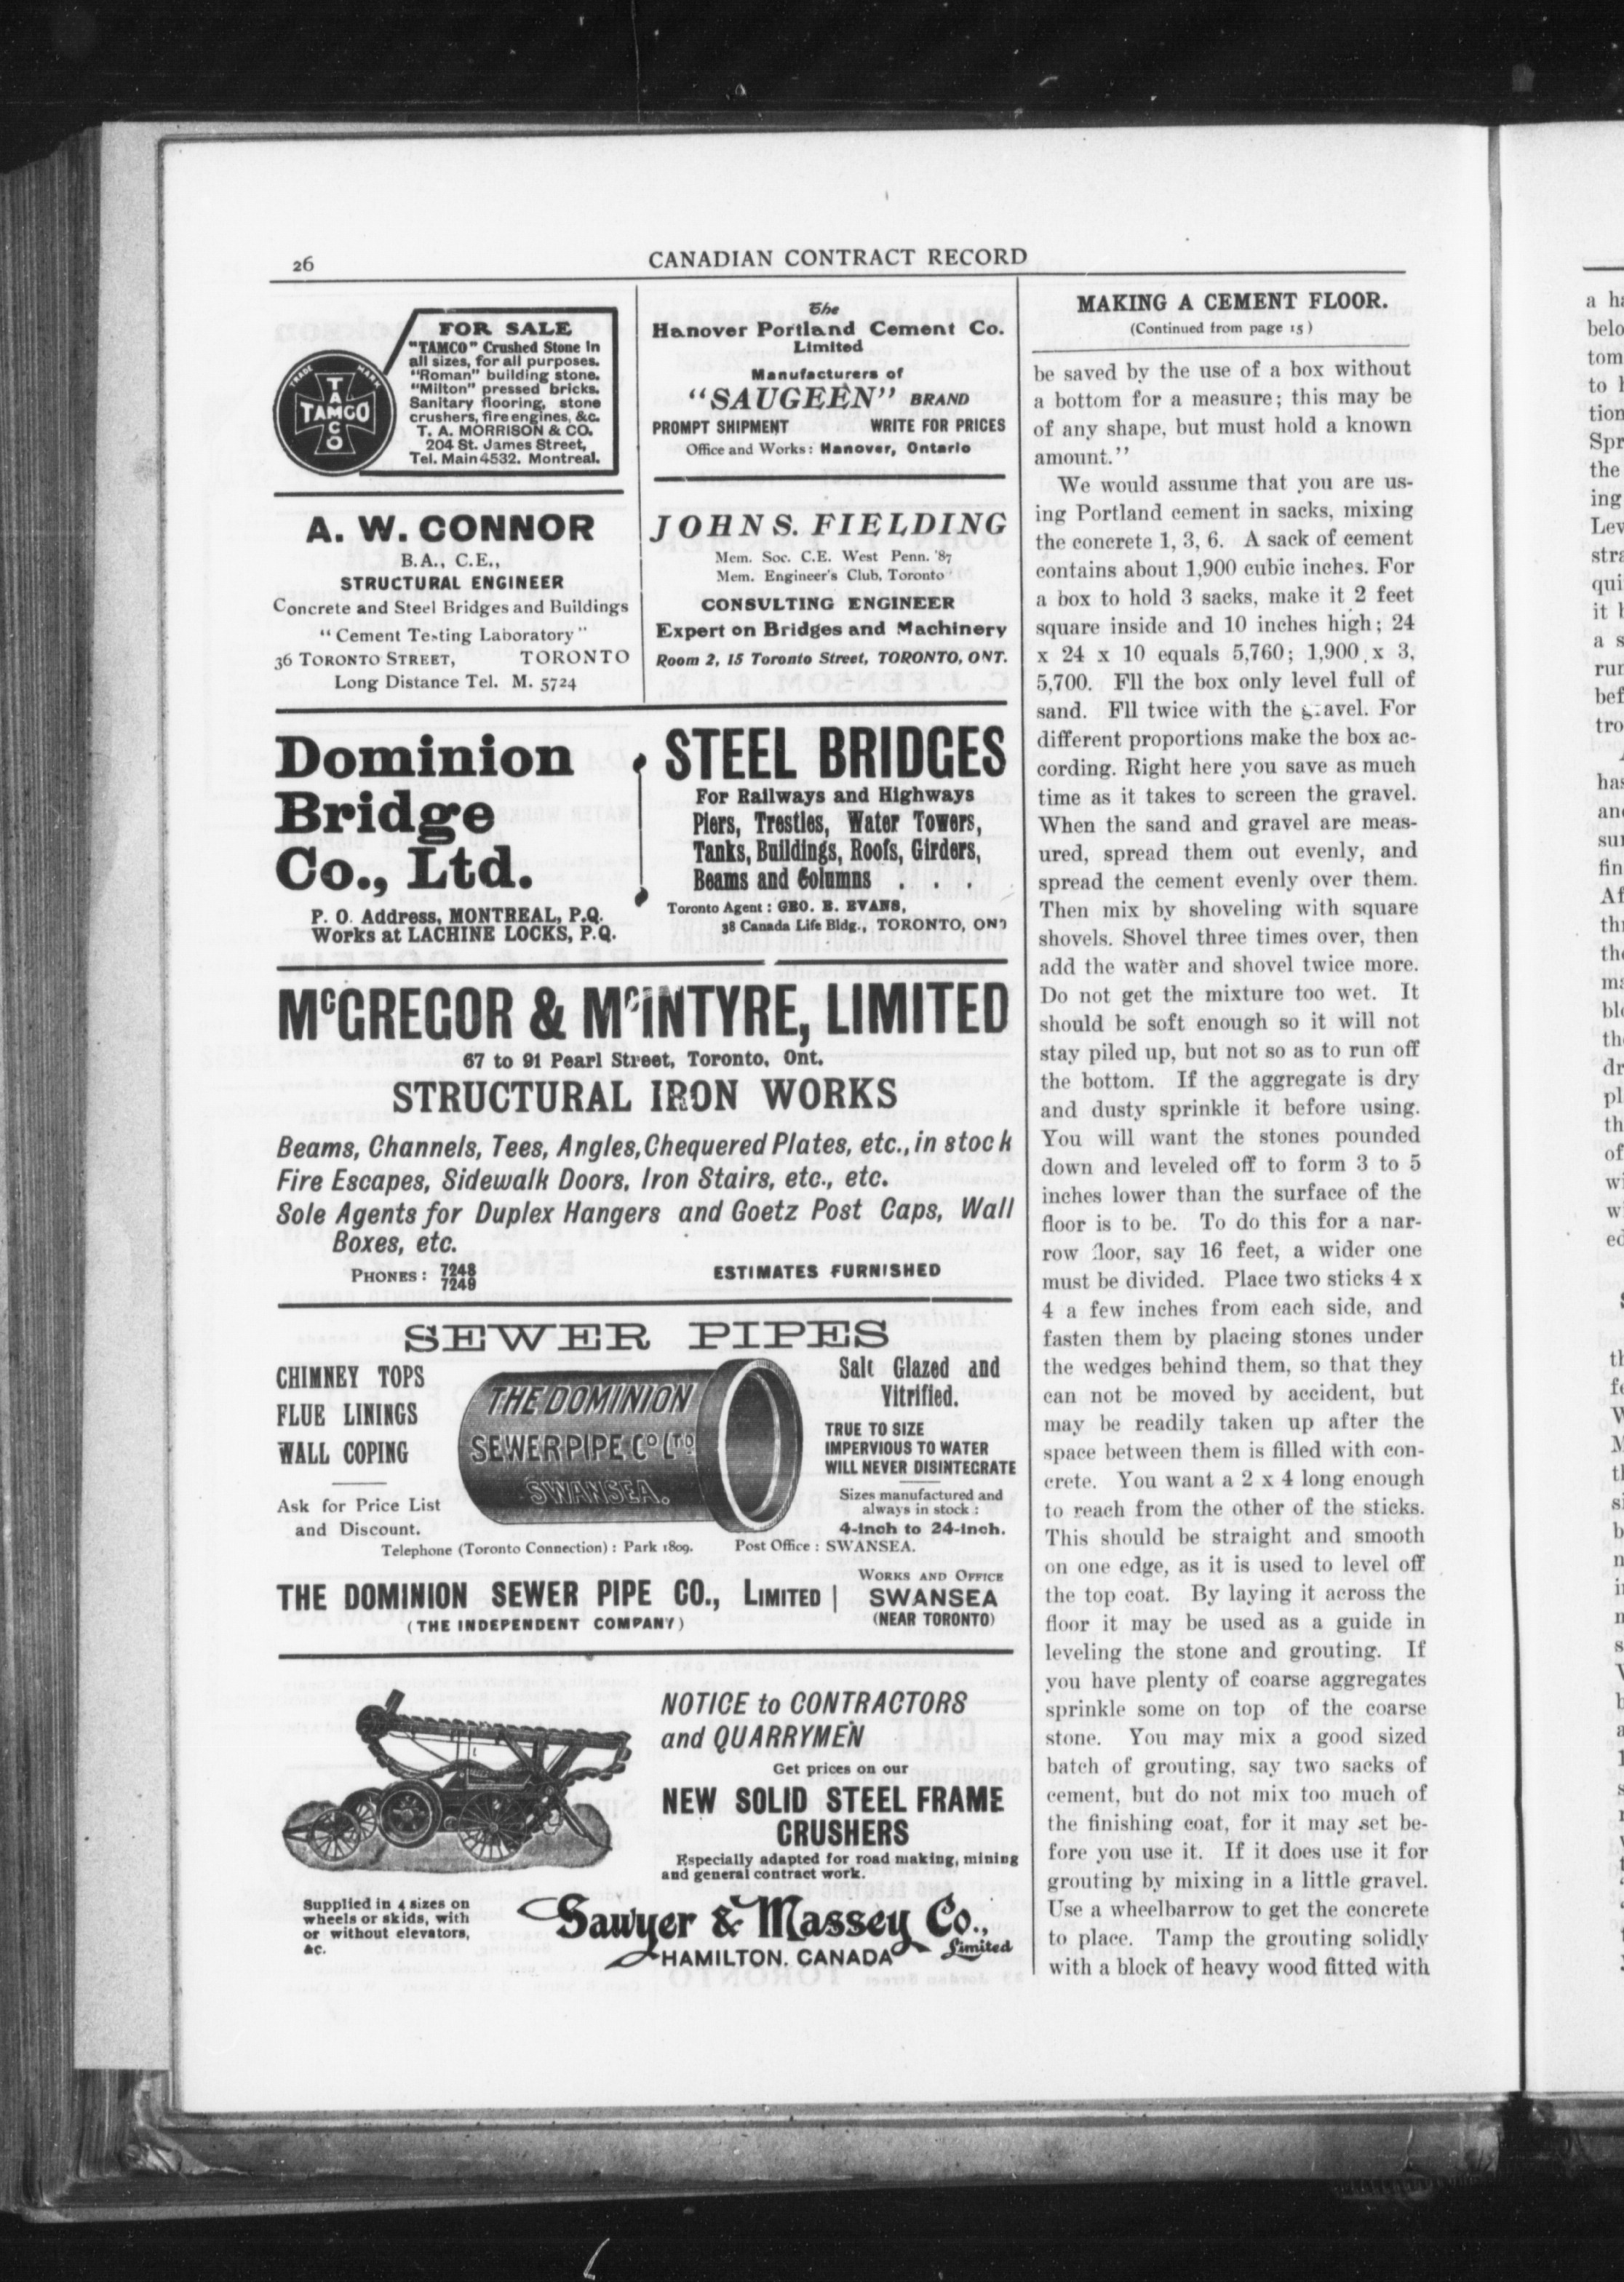 26
CANADIAN CONTRACT RECORD
TRADE MARK
TAMCO
TAMCO
FOR SALE
"TAMCO" Crushed Stone in
all sizes, for all purposes.
"Roman" building stone.
"Milton" pressed bricks.
Sanitary flooring, stone
crushers, fire engines, &c.
T. A. MORRISON & CO.
204 St. James Street,
Tel. Main 4532. Montreal.
The
Hanover Portland Cement Co.
Limited
Manufacturers of
"SAUGEEN" BRAND
PROMPT SHIPMENT WRITE FOR PRICES
Office and Works: Hanover, Ontario
A. W. CONNOR
B.A., C.E.,
STRUCTURAL ENGINEER
Concrete and Steel Bridges and Buildings
"Cement Testing Laboratory"
36 TORONTO STREET, TORONTO
Long Distance Tel. M. 5724
JOHN S. FIELDING
Mem. Soc. C.E. West Penn. '87
Mem. Engineer's Club, Toronto
CONSULTING ENGINEER
Expert on Bridges and Machinery
Room 2, 15 Toronto Street, TORONTO, ONT.
Dominion
Bridge
Co., Ltd.
P. O. Address, MONTREAL, P.Q.
Works at LACHINE LOCKS, P.Q.
STEEL BRIDGES
For Railways and Highways
Piers, Trestles, Water Towers,
Tanks, Buildings, Roofs, Girders,
Beams and Columns . . .
Toronto Agent: GEO. E. EVANS,
38 Canada Life Bldg., TORONTO, ONT
McGREGOR & McINTYRE, LIMITED
67 to 91 Pearl Street, Toronto, Ont.
STRUCTURAL IRON WORKS
Beams, Channels, Tees, Angles, Chequered Plates, etc., in stock
Fire Escapes, Sidewalk Doors, Iron Stairs, etc., etc.
Sole Agents for Duplex Hangers and Goetz Post Caps, Wall
Boxes, etc.
PHONES: 7248
7249
ESTIMATES FURNISHED
SEWER PIPES
CHIMNEY TOPS
FLUE LININGS
WALL COPING
Ask for Price List
and Discount.
THE DOMINION
SEWER PIPE Co LTD
SWANSEA.
Salt Glazed and
Vitrified.
TRUE TO SIZE
IMPERVIOUS TO WATER
WILL NEVER DISINTEGRATE
Sizes manufactured and
always in stock:
4-inch to 24-inch.
Telephone (Toronto Connection): Park 1809. Post Office: SWANSEA.
THE DOMINION SEWER PIPE CO., LIMITED
(THE INDEPENDENT COMPANY)
WORKS AND OFFICE
SWANSEA
(NEAR TORONTO)
NOTICE to CONTRACTORS
and QUARRYMEN
Get prices on our
NEW SOLID STEEL FRAME
CRUSHERS
Especially adapted for road making, mining
and general contract work.
Supplied in 4 sizes on
wheels or skids, with
or without elevators,
&c.
Sawyer & Massey Co.,
Limited
HAMILTON, CANADA
MAKING A CEMENT FLOOR.
(Continued from page 15)
be saved by the use of a box without
a bottom for a measure; this may be
of any shape, but must hold a known
amount."
We would assume that you are us-
ing Portland cement in sacks, mixing
the concrete 1, 3, 6. A sack of cement
contains about 1,900 cubic inches. For
a box to hold 3 sacks, make it 2 feet
square inside and 10 inches high; 24
x 24 x 10 equals 5,760; 1,900 x 3,
5,700. Fll the box only level full of
sand. Fll twice with the gravel. For
different proportions make the box ac-
cording. Right here you save as much
time as it takes to screen the gravel.
When the sand and gravel are meas-
ured, spread them out evenly, and
spread the cement evenly over them.
Then mix by shoveling with square
shovels. Shovel three times over, then
add the water and shovel twice more.
Do not get the mixture too wet. It
should be soft enough so it will not
stay piled up, but not so as to run off
the bottom. If the aggregate is dry
and dusty sprinkle it before using.
You will want the stones pounded
down and leveled off to form 3 to 5
inches lower than the surface of the
floor is to be. To do this for a nar-
row floor, say 16 feet, a wider one
must be divided. Place two sticks 4 x
4 a few inches from each side, and
fasten them by placing stones under
the wedges behind them, so that they
can not be moved by accident, but
may be readily taken up after the
space between them is filled with con-
crete. You want a 2 x 4 long enough
to reach from the other of the sticks.
This should be straight and smooth
on one edge, as it is used to level off
the top coat. By laying it across the
floor it may be used as a guide in
leveling the stone and grouting. If
you have plenty of coarse aggregates
sprinkle some on top of the coarse
stone. You may mix a good sized
batch of grouting, say two sacks of
cement, but do not mix too much of
the finishing coat, for it may set be-
fore you use it. If it does use it for
grouting by mixing in a little gravel.
Use a wheelbarrow to get the concrete
to place. Tamp the grouting solidly
with a block of heavy wood fitted with